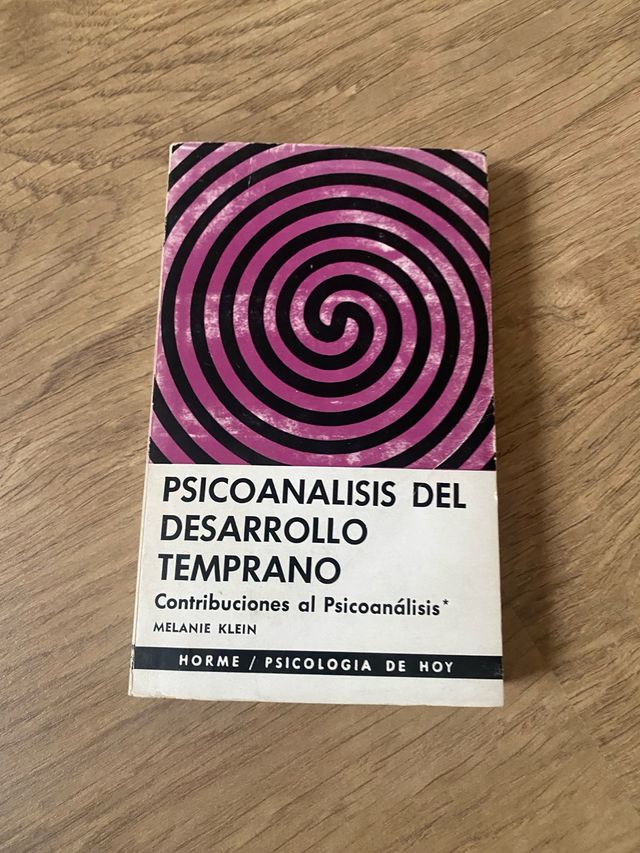 PSICOANALISIS DEL
DESARROLLO
TEMPRANO
Contribuciones al Psicoanálisis*
MELANIE KLEIN
HORME / PSICOLOGIA DE HOY